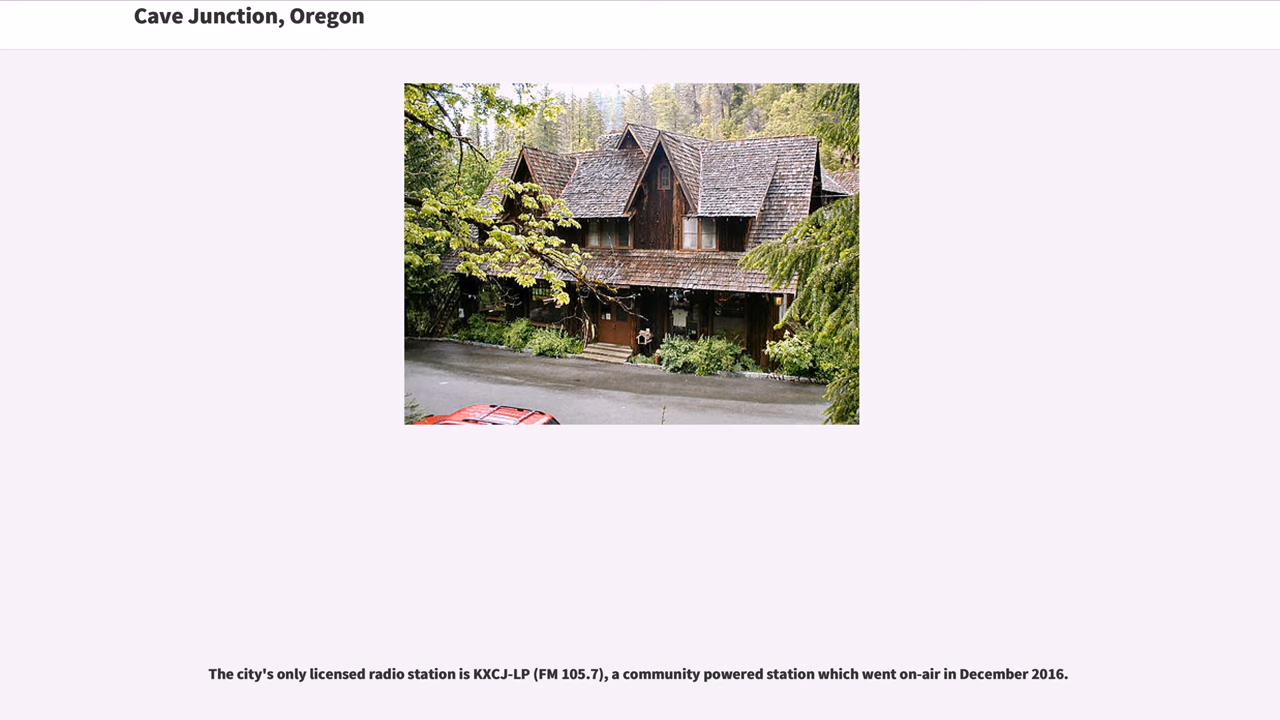 Cave Junction, Oregon
The city's only licensed radio station is KXCJ-LP (FM 105.7), a community powered station which went on-air in December 2016.